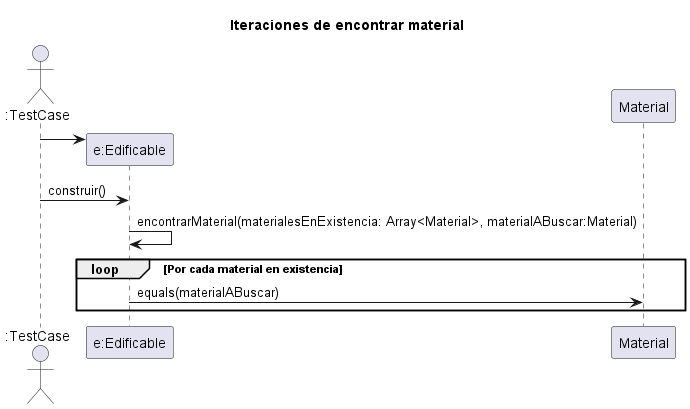 Iteraciones de encontrar material
:TestCase
Material
e:Edificable
construir()
encontrarMaterial(materialesEnExistencia: Array<Material>, materialABuscar:Material)
loop [Por cada material en existencia]
equals(materialABuscar)
:TestCase
e:Edificable
Material